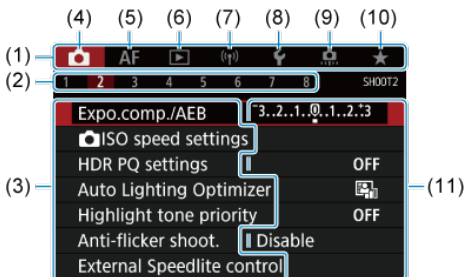 (4) (5) (6) (7) (8) (9) (10)
(1) AF
(2) 1 2 3 4 5 6 7 8 SHOOT2
Expo.comp./AEB -3..2..1..0..1..2..+3
ISO speed settings
HDR PQ settings OFF
(3) Auto Lighting Optimizer (11)
Highlight tone priority OFF
Anti-flicker shoot. Disable
External Speedlite control